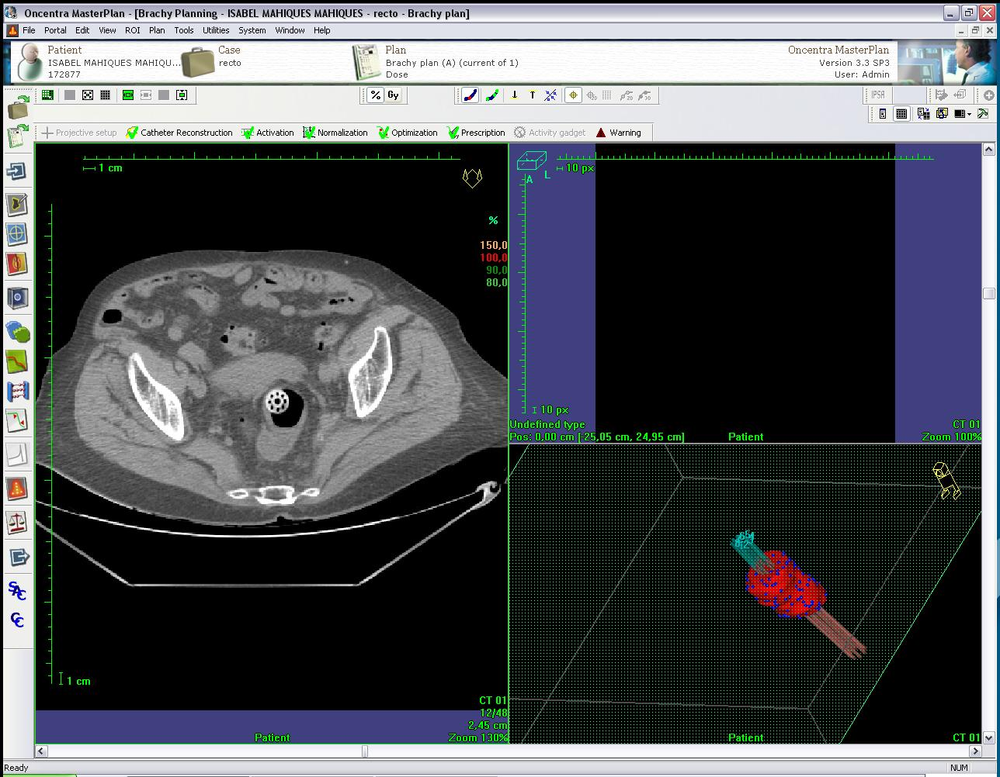 Oncentra MasterPlan - [Brachy Planning - ISABEL MAHIQUES MAHIQUES - recto - Brachy plan]
File Portal Edit View ROI Plan Tools Utilities System Window Help
Patient
ISABEL MAHIQUES MAHIQU...
172877
Case
recto
Plan
Brachy plan (A) (current of 1)
Dose
Oncentra MasterPlan
Version 3.3 SP3
User: Admin
% Gy
IPSA
Projective setup Catheter Reconstruction Activation Normalization Optimization Prescription Activity gadget Warning
1 cm
%
150,0
100,0
90,0
80,0
1 cm
CT 01
12/48
2,45 cm
Patient Zoom 130%
10 px
A L
10 px
Undefined type CT 01
Pos: 0,00 cm [-25,05 cm, 24,95 cm] Patient Zoom 100%
Patient CT 01
Ready NUM